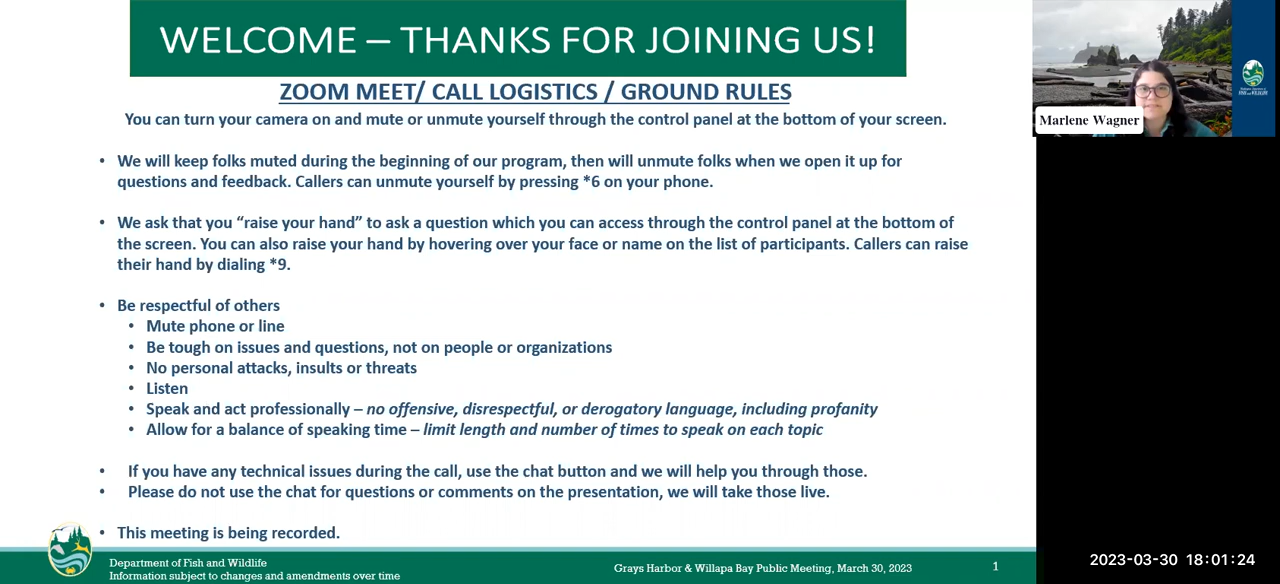 WELCOME – THANKS FOR JOINING US!
ZOOM MEET/ CALL LOGISTICS / GROUND RULES
You can turn your camera on and mute or unmute yourself through the control panel at the bottom of your screen.
• We will keep folks muted during the beginning of our program, then will unmute folks when we open it up for
questions and feedback. Callers can unmute yourself by pressing *6 on your phone.
• We ask that you “raise your hand” to ask a question which you can access through the control panel at the bottom of
the screen. You can also raise your hand by hovering over your face or name on the list of participants. Callers can raise
their hand by dialing *9.
• Be respectful of others
• Mute phone or line
• Be tough on issues and questions, not on people or organizations
• No personal attacks, insults or threats
• Listen
• Speak and act professionally – no offensive, disrespectful, or derogatory language, including profanity
• Allow for a balance of speaking time – limit length and number of times to speak on each topic
• If you have any technical issues during the call, use the chat button and we will help you through those.
• Please do not use the chat for questions or comments on the presentation, we will take those live.
• This meeting is being recorded.
Department of Fish and Wildlife
Information subject to changes and amendments over time
Grays Harbor & Willapa Bay Public Meeting, March 30, 2023
1
Marlene Wagner
2023-03-30 18:01:24